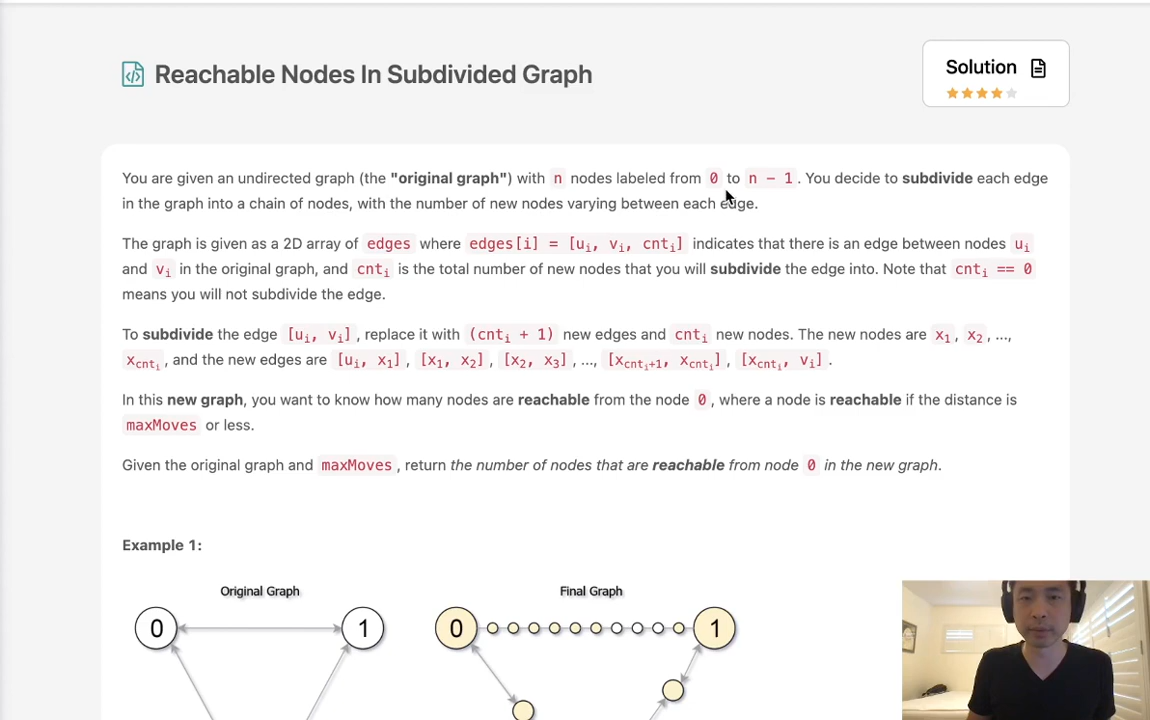 Reachable Nodes In Subdivided Graph
Solution
You are given an undirected graph (the "original graph") with n nodes labeled from 0 to n − 1. You decide to subdivide each edge
in the graph into a chain of nodes, with the number of new nodes varying between each edge.
The graph is given as a 2D array of edges where edges[i] = [ui, vi, cnti] indicates that there is an edge between nodes ui
and vi in the original graph, and cnti is the total number of new nodes that you will subdivide the edge into. Note that cnti == 0
means you will not subdivide the edge.
To subdivide the edge [ui, vi], replace it with (cnti + 1) new edges and cnti new nodes. The new nodes are x1, x2, ...,
xcnti, and the new edges are [ui, x1], [x1, x2], [x2, x3], ..., [xcnti+1, xcnti], [xcnti, vi].
In this new graph, you want to know how many nodes are reachable from the node 0, where a node is reachable if the distance is
maxMoves or less.
Given the original graph and maxMoves, return the number of nodes that are reachable from node 0 in the new graph.
Example 1:
Original Graph
Final Graph
0 1 0 1